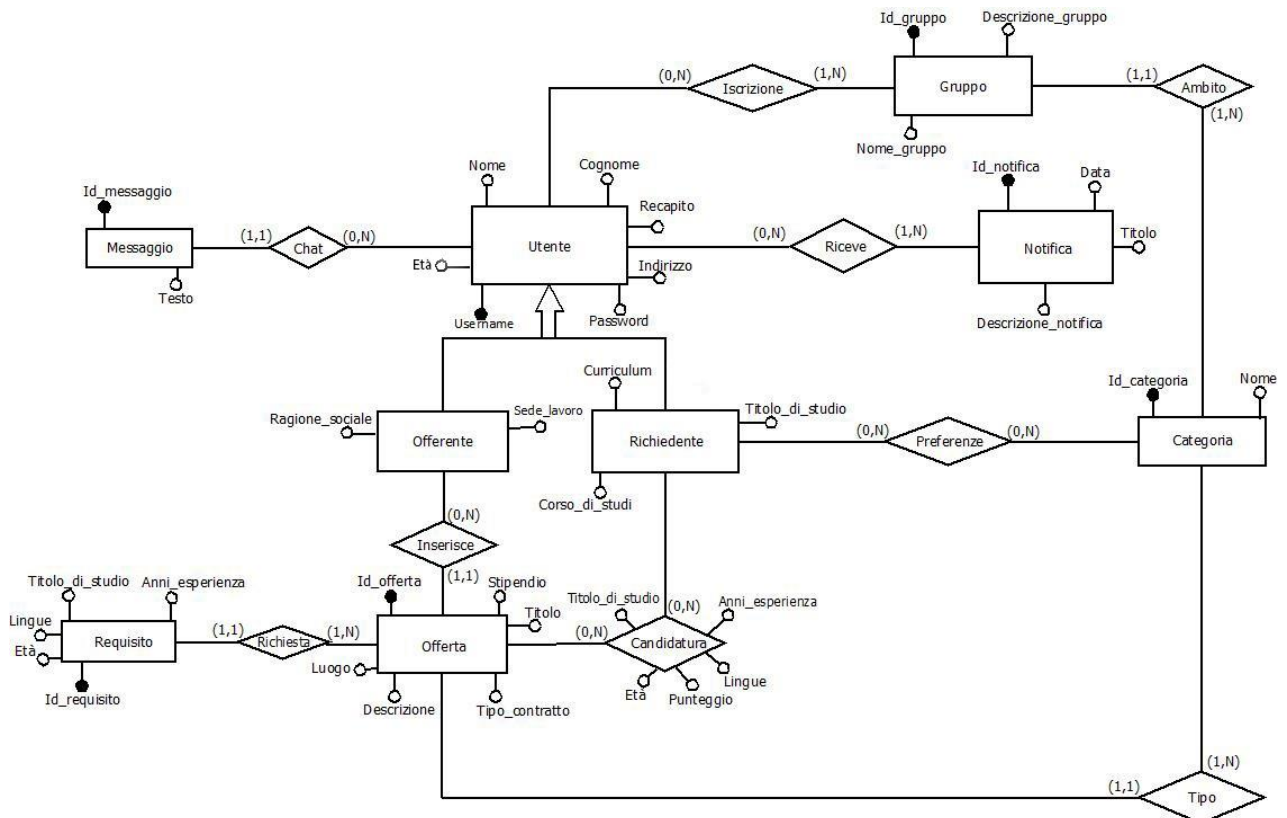 Id_gruppo
Descrizione_gruppo
(0,N)
Iscrizione
(1,N)
Gruppo
(1,1)
Ambito
(1,N)
Nome_gruppo
Nome
Cognome
Id_notifica
Data
Id_messaggio
Recapito
Messaggio
(1,1)
Chat
(0,N)
Utente
(0,N)
Riceve
(1,N)
Notifica
Titolo
Testo
Età
Indirizzo
Username
Password
Descrizione_notifica
Curriculum
Id_categoria
Nome
Ragione_sociale
Offerente
Sede_lavoro
Richiedente
Titolo_di_studio
(0,N)
Preferenze
(0,N)
Categoria
Corso_di_studi
(0,N)
Inserisce
(1,1)
Titolo_di_studio
Anni_esperienza
Id_offerta
Stipendio
Titolo
Titolo_di_studio
(0,N)
Anni_esperienza
Lingue
Età
Requisito
(1,1)
Richiesta
(1,N)
Offerta
(0,N)
Candidatura
Luogo
Id_requisito
Descrizione
Tipo_contratto
Età
Punteggio
Lingue
(1,N)
(1,1)
Tipo